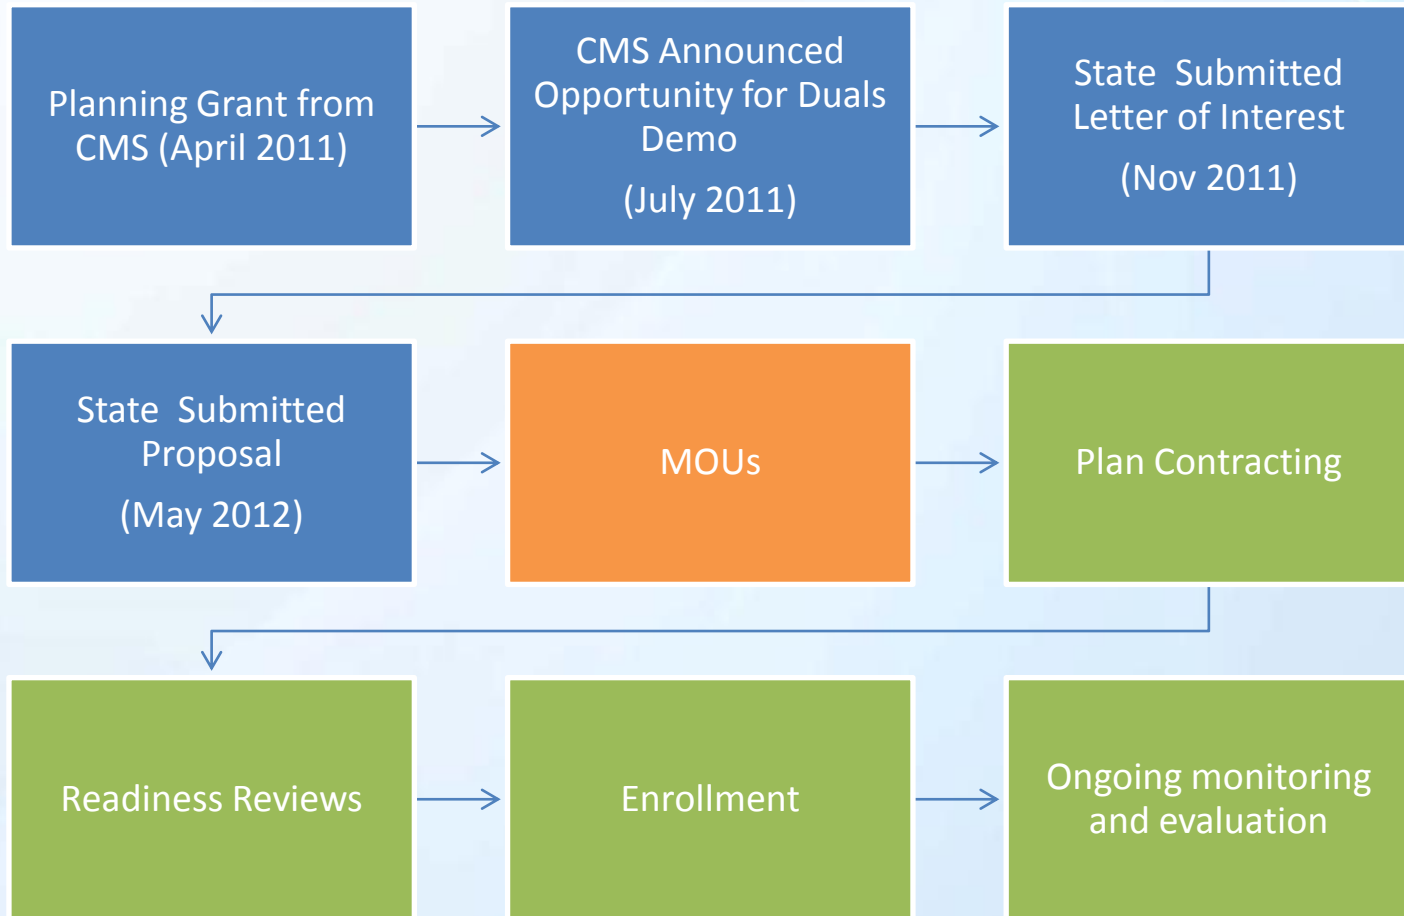 Planning Grant from
CMS (April 2011)
CMS Announced
Opportunity for Duals
Demo
(July 2011)
State  Submitted
Letter of Interest
(Nov 2011)
State  Submitted
Proposal
(May 2012)
MOUs
Plan Contracting
Readiness Reviews
Enrollment
Ongoing monitoring
and evaluation